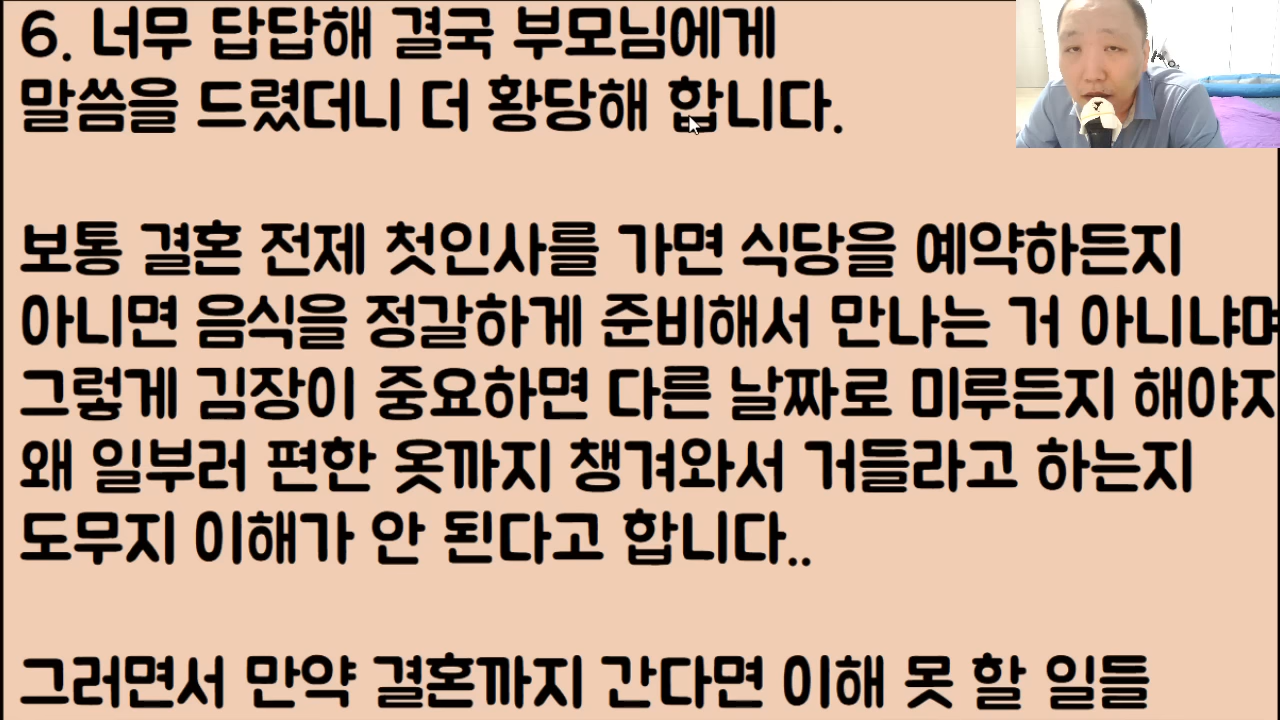 6. 너무 답답해 결국 부모님에게
말씀을 드렸더니 더 황당해 합니다.
보통 결혼 전제 첫인사를 가면 식당을 예약하든지
아니면 음식을 정갈하게 준비해서 만나는 거 아니냐며
그렇게 김장이 중요하면 다른 날짜로 미루든지 해야지
왜 일부러 편한 옷까지 챙겨와서 거들라고 하는지
도무지 이해가 안 된다고 합니다..
그러면서 만약 결혼까지 간다면 이해 못 할 일들